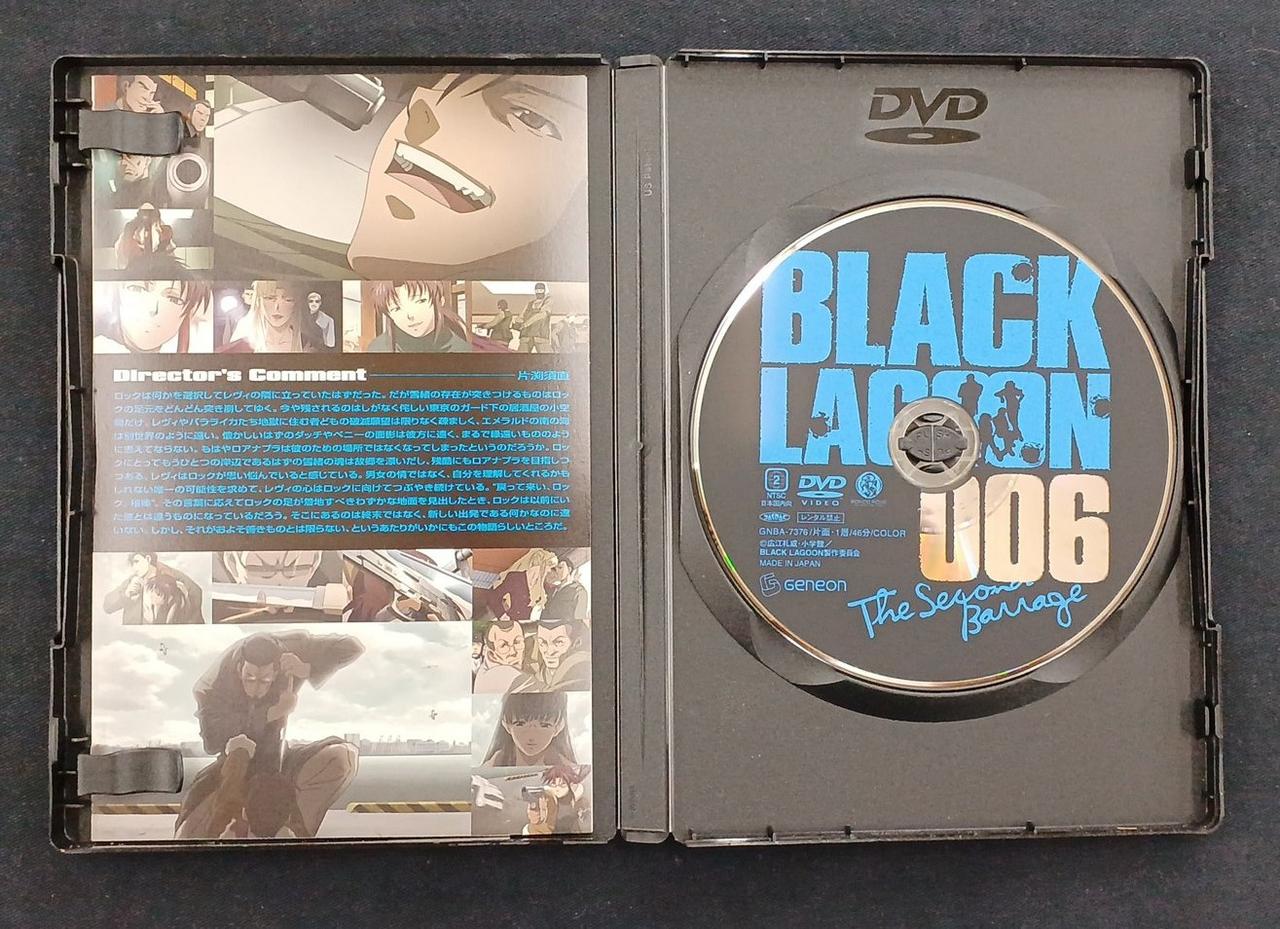 Director's Comment 片渕須直
ロックは何かを選択してレヴィの隣に立っていたはずだった。だが雪緒の存在が突きつけるものはロッ
クの足元をどんどん突き崩してゆく。今や残されるのはしがなく侘しい東京のガード下の居酒屋の小空
間だけ。レヴィやバラライカたち地獄に住む者どもの破滅願望は限りなく疎ましく、エメラルドの南の海
は別世界のように遠い。懐かしいはずのダッチやベニーの面影は彼方に遠く、まるで縁遠いもののよう
に思えてならない。もはやロアナプラは彼のための場所ではなくなってしまったというのだろうか。ロッ
クにとってもうひとつの岸辺であるはずの雪緒の魂は故郷を漂いだし、残酷にもロアナプラを目指しつ
つある。レヴィはロックが思い悩んでいると感じている。男女の情ではなく、自分を理解してくれるかも
しれない唯一の可能性を求めて、レヴィの心はロックに向けてつぶやき続けている。"戻って来い、ロッ
ク、相棒"。その言葉に応えてロックの足が踏むべきわずかな地面を見出したとき、ロックは以前にい
た彼とは違うものになっているだろう。そこにあるのは終末ではなく、新しい出発である何かなのに違
いない。しかし、それがおよそ善きものとは限らない、というあたりがいかにもこの物語らしいところだ。
DVD
BLACK
LAGOON
006
The Second
Barrage
2
NTSC
日本国内向
DVD
VIDEO
レンタル禁止
GNBA-7376/片面・1層/46分/COLOR
©広江礼威・小学館/
BLACK LAGOON製作委員会
MADE IN JAPAN
GENEON